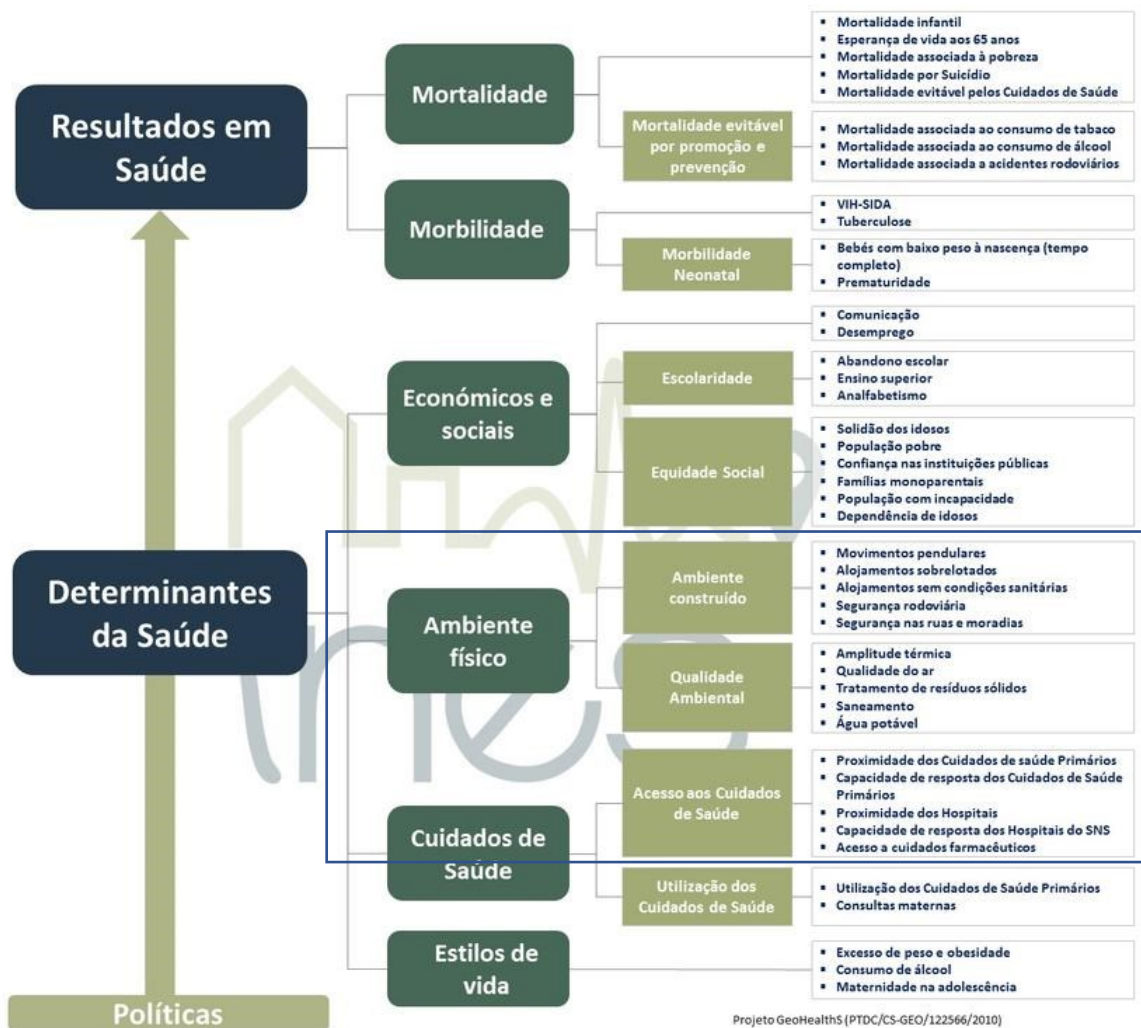 Resultados em
Saúde
Mortalidade
▪ Mortalidade infantil
▪ Esperança de vida aos 65 anos
▪ Mortalidade associada à pobreza
▪ Mortalidade por Suicídio
▪ Mortalidade evitável pelos Cuidados de Saúde
Mortalidade evitável
por promoção e
prevenção
▪ Mortalidade associada ao consumo de tabaco
▪ Mortalidade associada ao consumo de álcool
▪ Mortalidade associada a acidentes rodoviários
Morbilidade
▪ VIH-SIDA
▪ Tuberculose
Morbilidade
Neonatal
▪ Bebés com baixo peso à nascença (tempo
completo)
▪ Prematuridade
Determinantes
da Saúde
Económicos e
sociais
▪ Comunicação
▪ Desemprego
Escolaridade
▪ Abandono escolar
▪ Ensino superior
▪ Analfabetismo
Equidade Social
▪ Solidão dos idosos
▪ População pobre
▪ Confiança nas instituições públicas
▪ Famílias monoparentais
▪ População com incapacidade
▪ Dependência de idosos
Ambiente
físico
Ambiente
construído
▪ Movimentos pendulares
▪ Alojamentos sobrelotados
▪ Alojamentos sem condições sanitárias
▪ Segurança rodoviária
▪ Segurança nas ruas e moradias
Qualidade
Ambiental
▪ Amplitude térmica
▪ Qualidade do ar
▪ Tratamento de resíduos sólidos
▪ Saneamento
▪ Água potável
Cuidados de
Saúde
Acesso aos Cuidados
de Saúde
▪ Proximidade dos Cuidados de saúde Primários
▪ Capacidade de resposta dos Cuidados de Saúde
Primários
▪ Proximidade dos Hospitais
▪ Capacidade de resposta dos Hospitais do SNS
▪ Acesso a cuidados farmacêuticos
Utilização dos
Cuidados de Saúde
▪ Utilização dos Cuidados de Saúde Primários
▪ Consultas maternas
Estilos de
vida
▪ Excesso de peso e obesidade
▪ Consumo de álcool
▪ Maternidade na adolescência
Políticas
Projeto GeoHealthS (PTDC/CS-GEO/122566/2010)